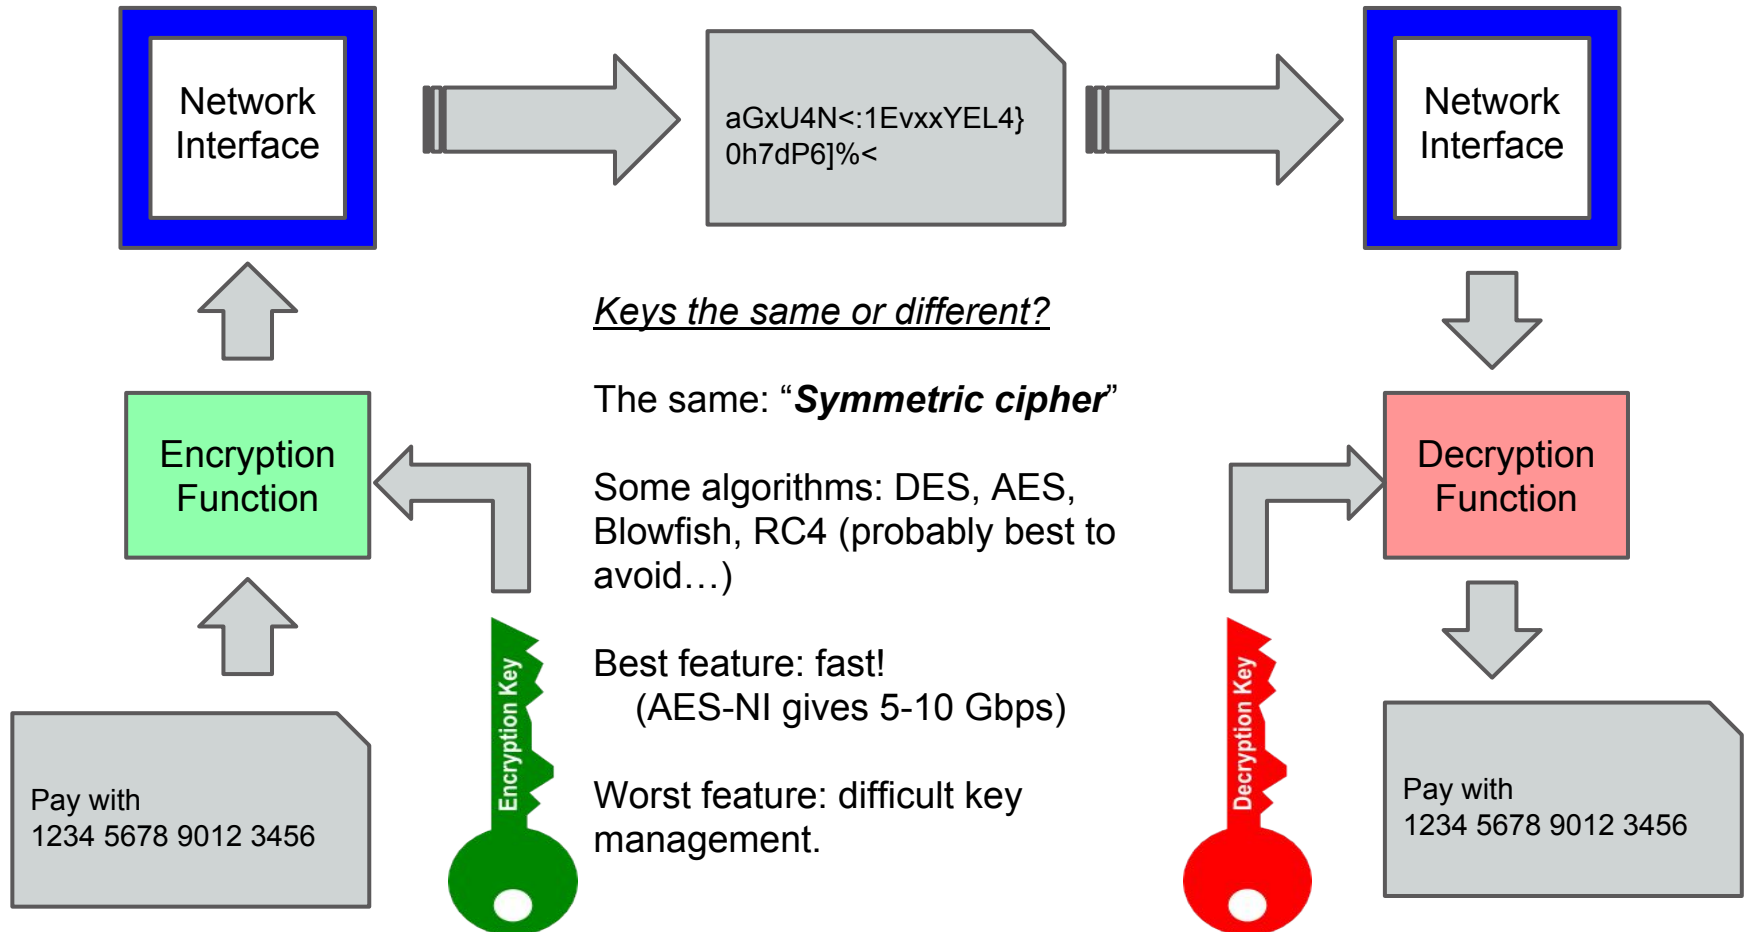 Network
Interface
aGxU4N<:1EvxxYEL4}
0h7dP6]%<
Network
Interface
Keys the same or different?
The same: “Symmetric cipher”
Encryption
Function
Some algorithms: DES, AES,
Blowfish, RC4 (probably best to
avoid…)
Decryption
Function
Best feature: fast!
(AES-NI gives 5-10 Gbps)
Worst feature: difficult key
management.
Encryption Key
Decryption Key
Pay with
1234 5678 9012 3456
Pay with
1234 5678 9012 3456